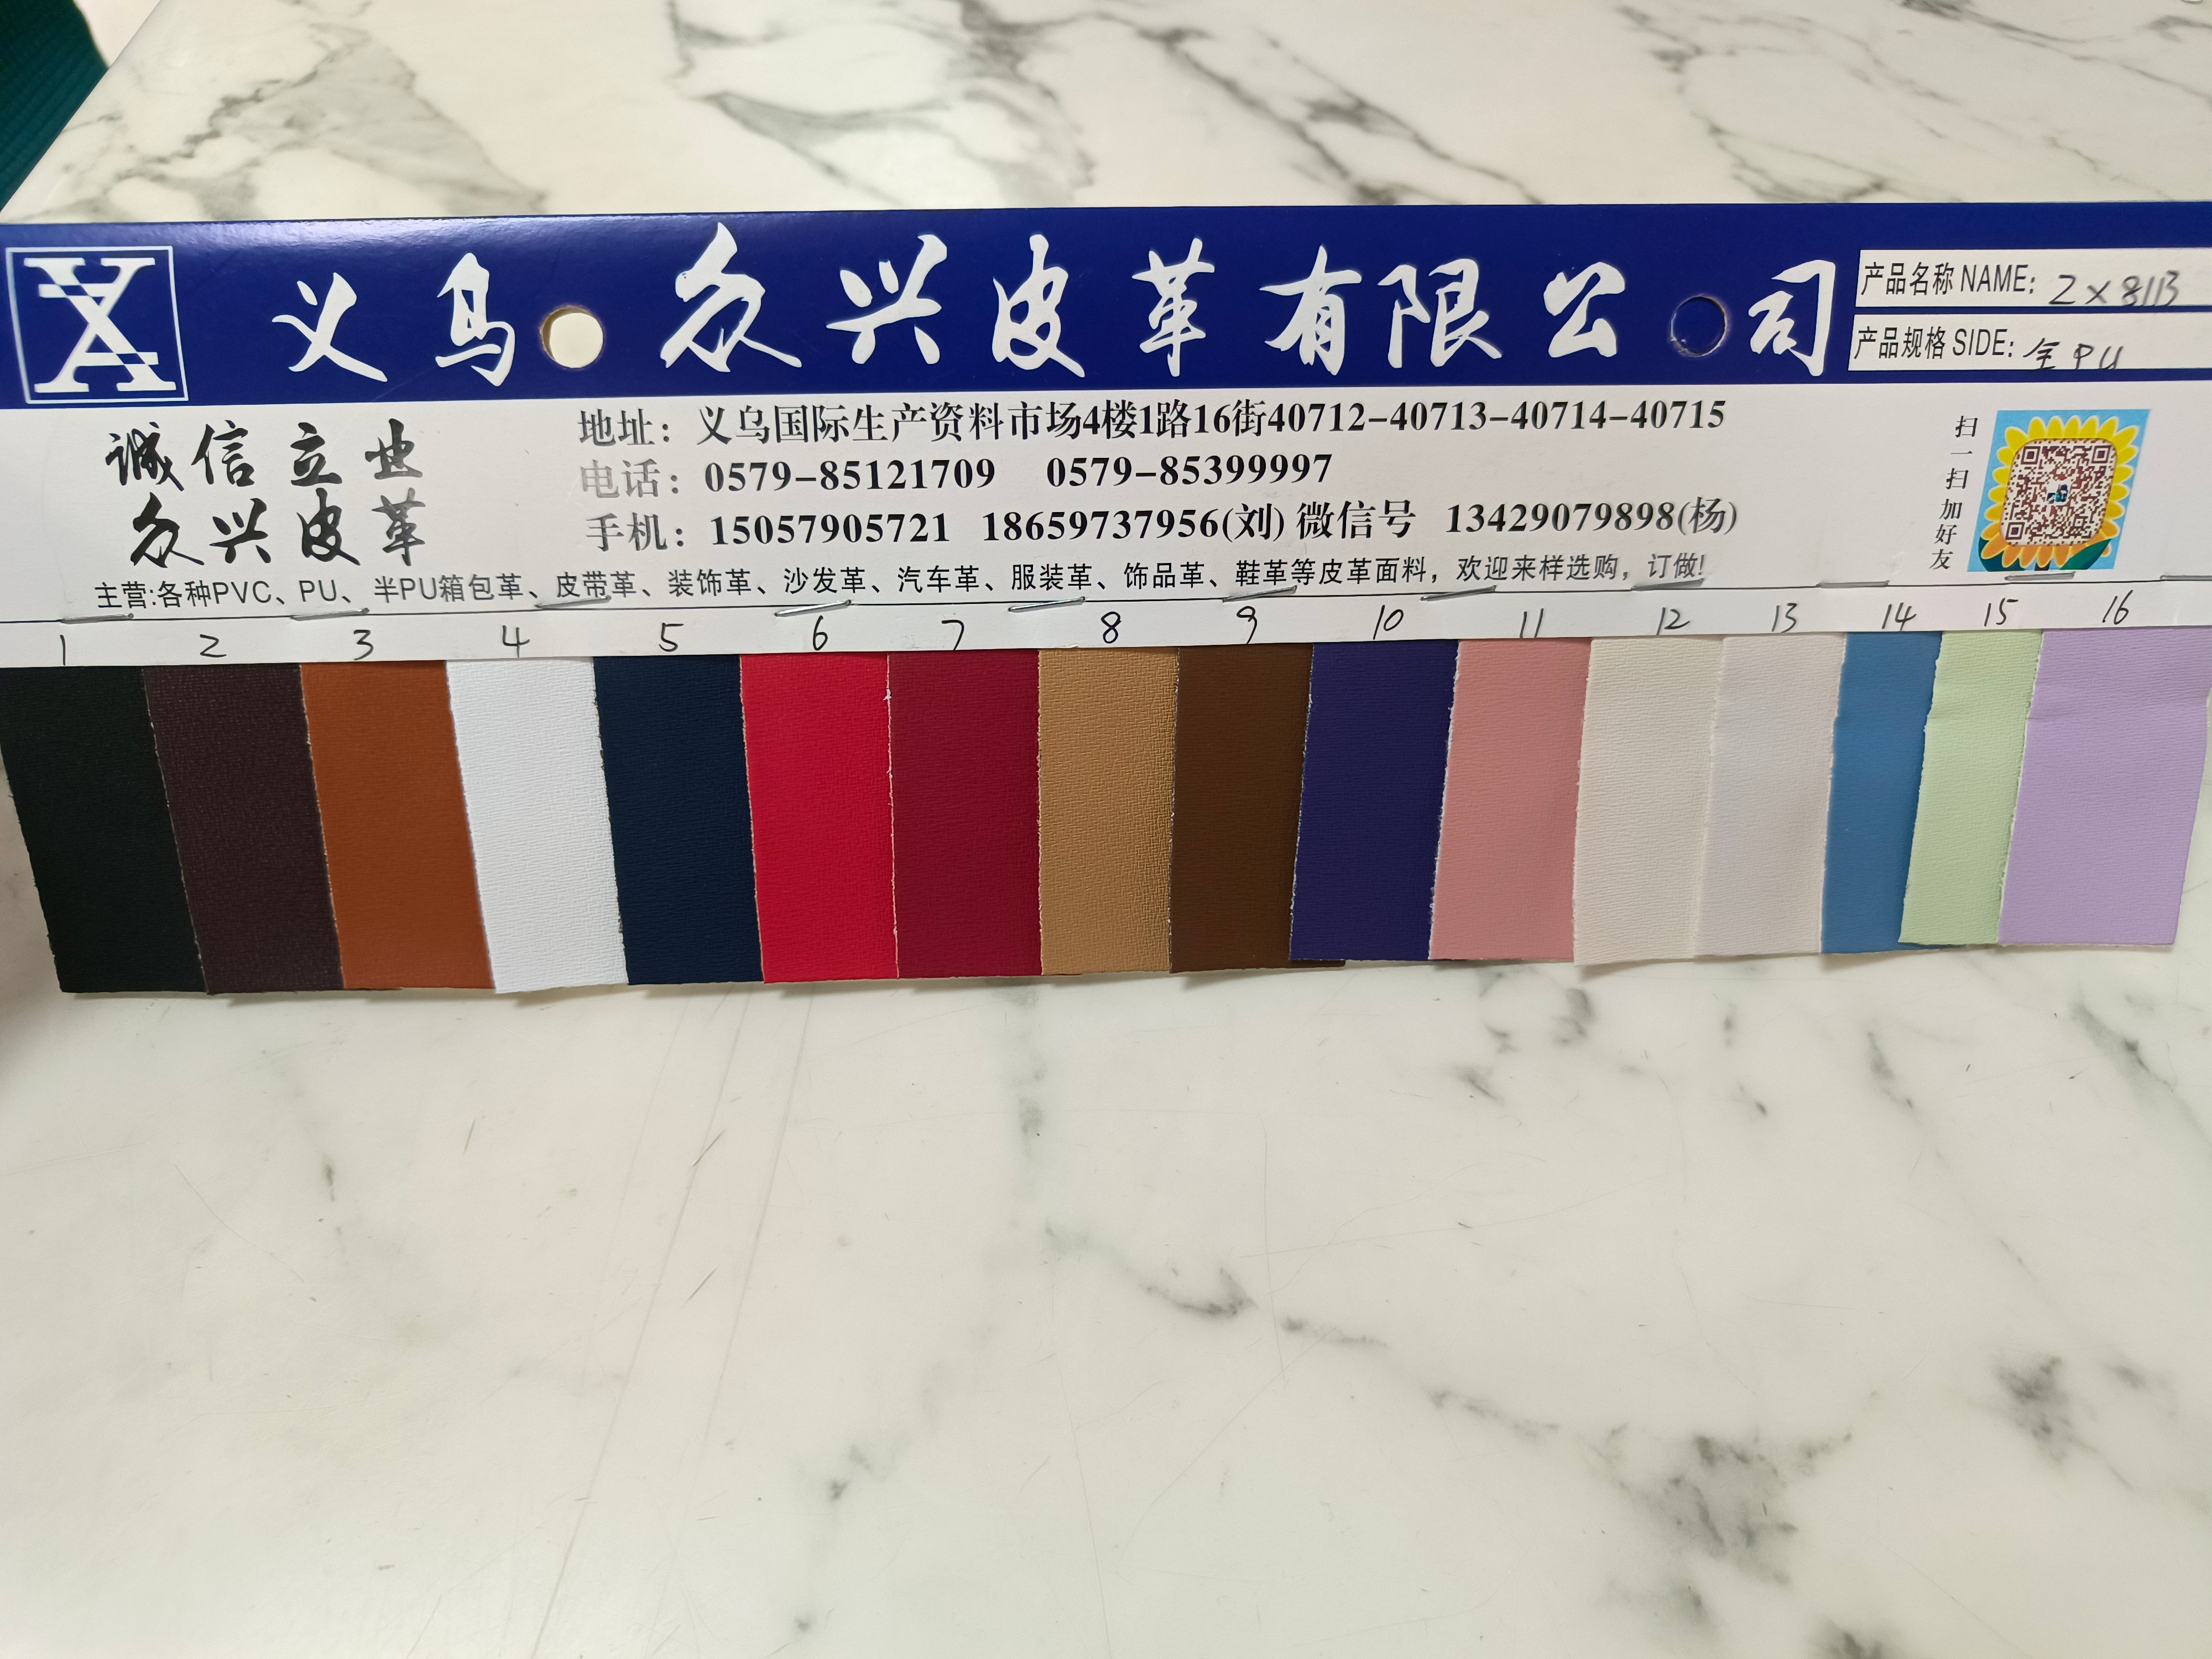 义乌众兴皮革有限公司
产品名称 NAME: ZX8113
产品规格 SIDE: 全PU
诚信立业
众兴皮革
地址：义乌国际生产资料市场4楼1路16街40712-40713-40714-40715
电话：0579-85121709 0579-85399997
手机：15057905721 18659737956(刘) 微信号 13429079898(杨)
主营:各种PVC、PU、半PU箱包革、皮带革、装饰革、沙发革、汽车革、服装革、饰品革、鞋革等皮革面料，欢迎来样选购，订做!
扫一扫 加好友
1 2 3 4 5 6 7 8 9 10 11 12 13 14 15 16